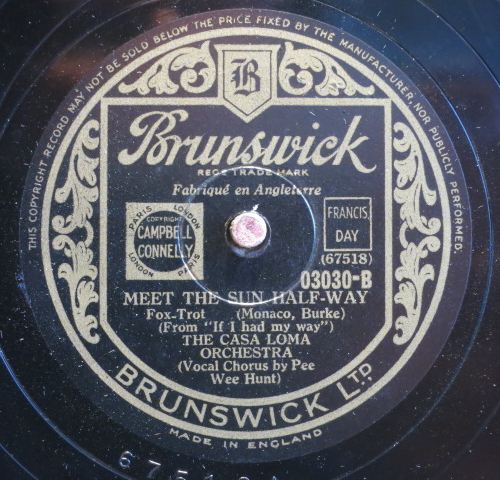 THIS COPYRIGHT RECORD MAY NOT BE SOLD BELOW THE PRICE FIXED BY THE MANUFACTURER, NOR PUBLICLY PERFORMED.
B
Brunswick
REGD TRADE MARK
Fabriqué en Angleterre
PARIS LONDON
COPYRIGHT
CAMPBELL
CONNELLY
LONDON PARIS
FRANCIS,
DAY
(67518)
03030-B
MEET THE SUN HALF-WAY
Fox-Trot (Monaco, Burke)
(From "If I had my way")
THE CASA LOMA
ORCHESTRA
(Vocal Chorus by Pee
Wee Hunt)
BRUNSWICK LTD.
MADE IN ENGLAND